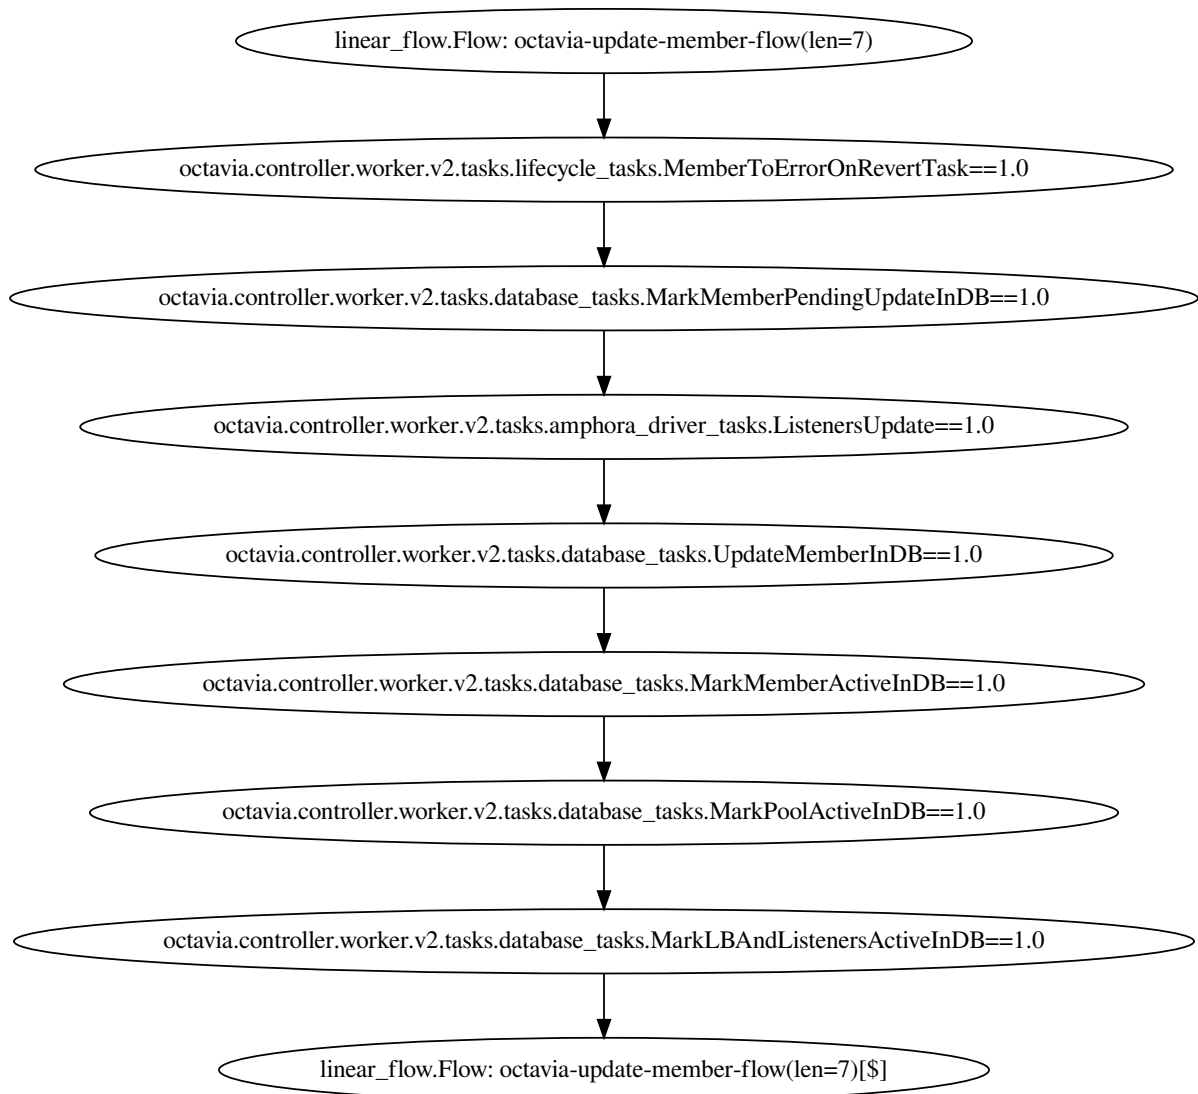 linear_flow.Flow: octavia-update-member-flow(len=7)
octavia.controller.worker.v2.tasks.lifecycle_tasks.MemberToErrorOnRevertTask==1.0
octavia.controller.worker.v2.tasks.database_tasks.MarkMemberPendingUpdateInDB==1.0
octavia.controller.worker.v2.tasks.amphora_driver_tasks.ListenersUpdate==1.0
octavia.controller.worker.v2.tasks.database_tasks.UpdateMemberInDB==1.0
octavia.controller.worker.v2.tasks.database_tasks.MarkMemberActiveInDB==1.0
octavia.controller.worker.v2.tasks.database_tasks.MarkPoolActiveInDB==1.0
octavia.controller.worker.v2.tasks.database_tasks.MarkLBAndListenersActiveInDB==1.0
linear_flow.Flow: octavia-update-member-flow(len=7)[$]